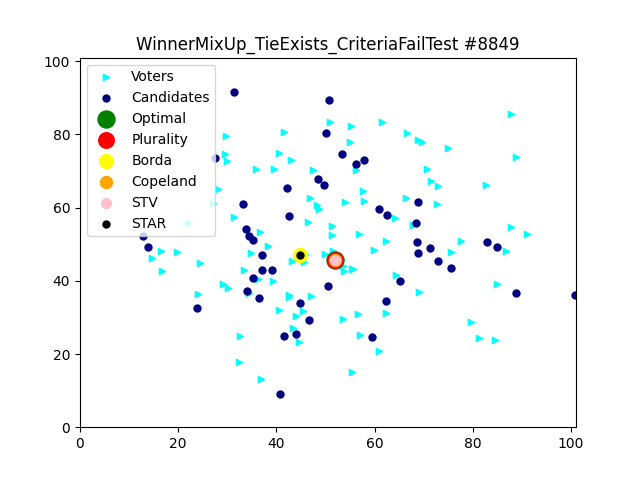 WinnerMixUp_TieExists_CriteriaFailTest #8849
Voters
Candidates
Optimal
Plurality
Borda
Copeland
STV
STAR
100
80
60
40
20
0
0 20 40 60 80 100